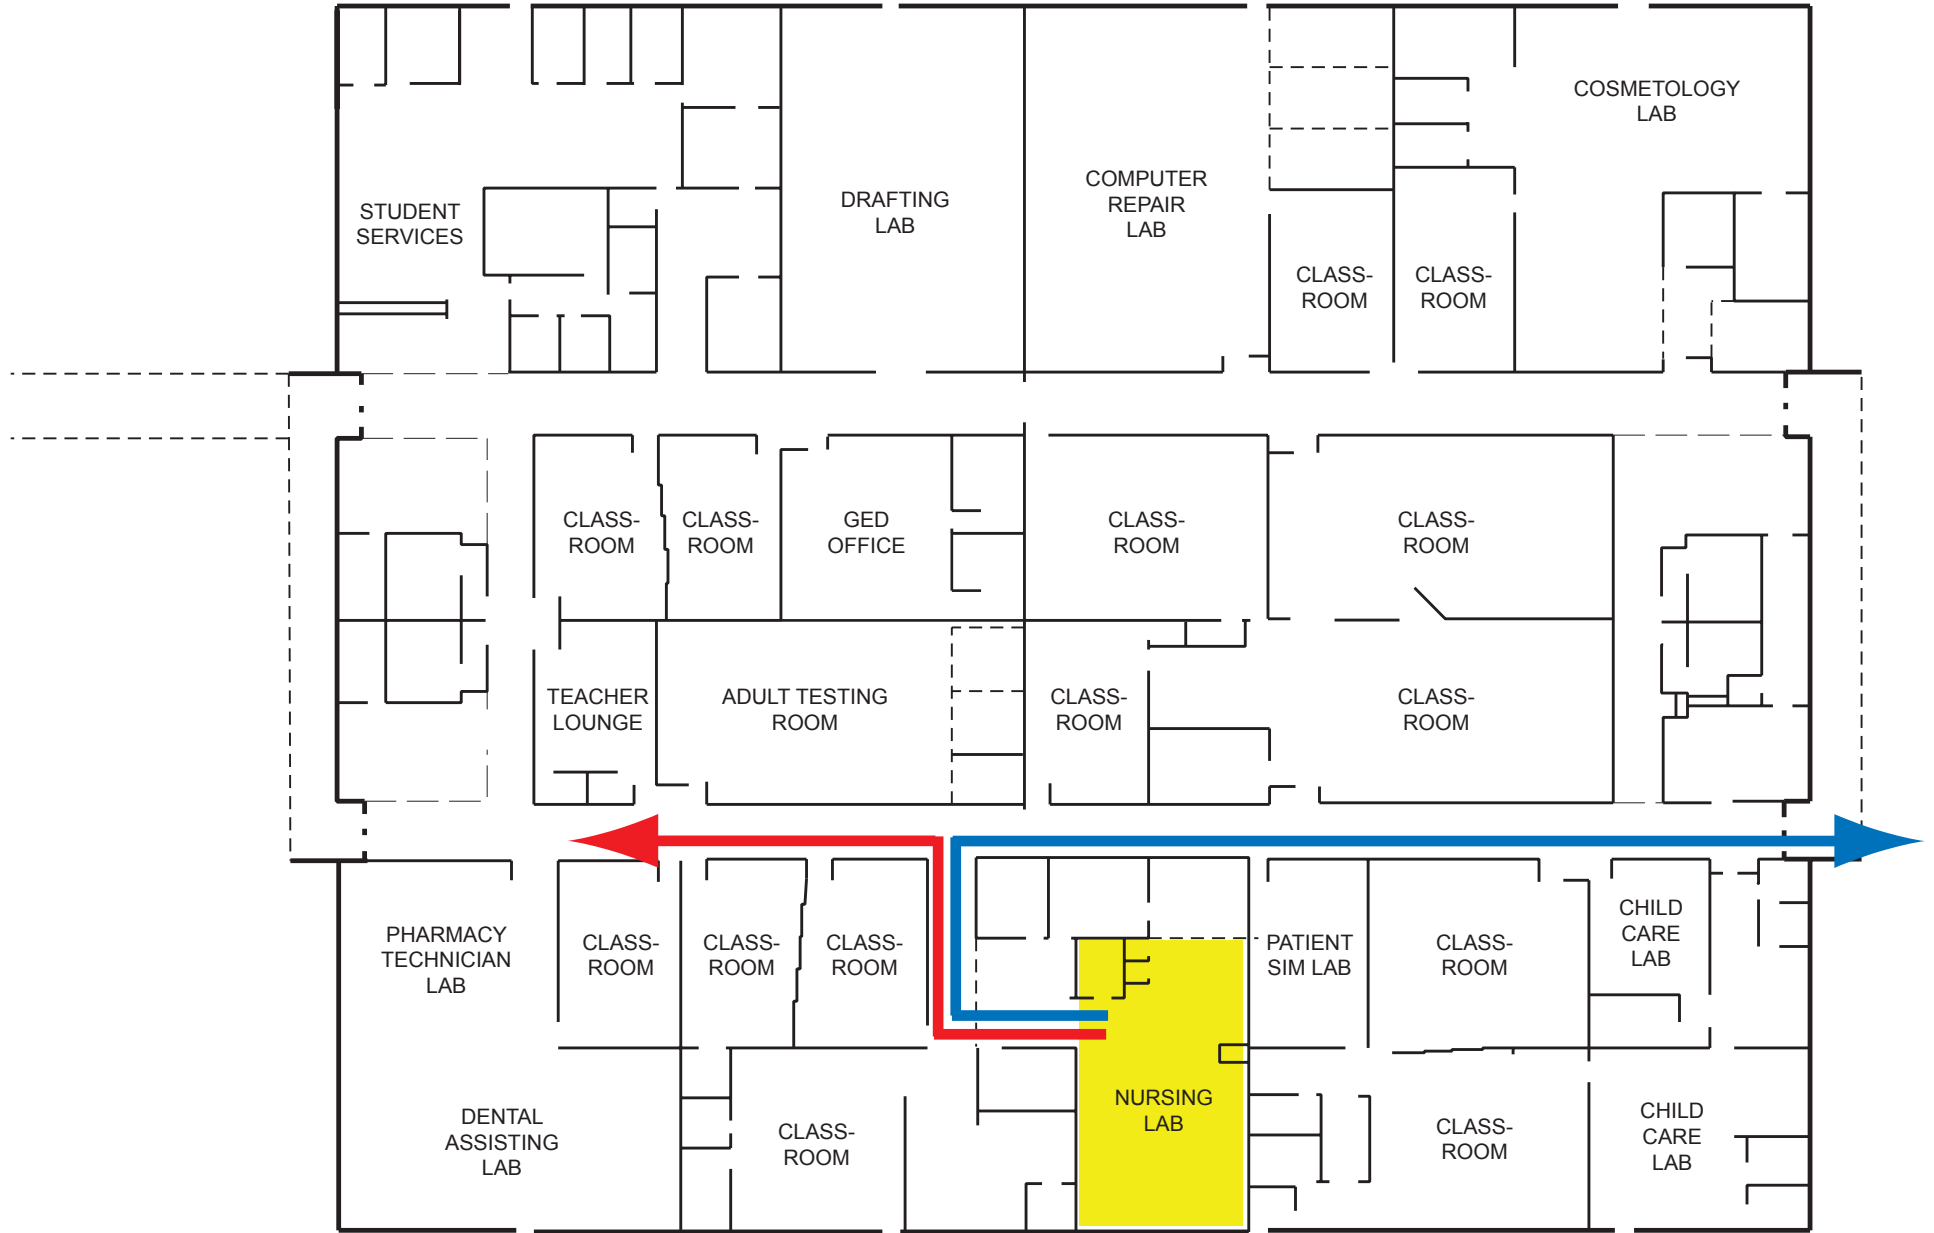 COSMETOLOGY
LAB
COMPUTER
REPAIR
LAB
DRAFTING
LAB
STUDENT
SERVICES
CLASS-
ROOM
CLASS-
ROOM
CLASS-
ROOM
CLASS-
ROOM
GED
OFFICE
CLASS-
ROOM
CLASS-
ROOM
TEACHER
LOUNGE
ADULT TESTING
ROOM
CLASS-
ROOM
CLASS-
ROOM
PHARMACY
TECHNICIAN
LAB
CLASS-
ROOM
CLASS-
ROOM
CLASS-
ROOM
PATIENT
SIM LAB
CLASS-
ROOM
CHILD
CARE
LAB
DENTAL
ASSISTING
LAB
CLASS-
ROOM
NURSING
LAB
CLASS-
ROOM
CHILD
CARE
LAB